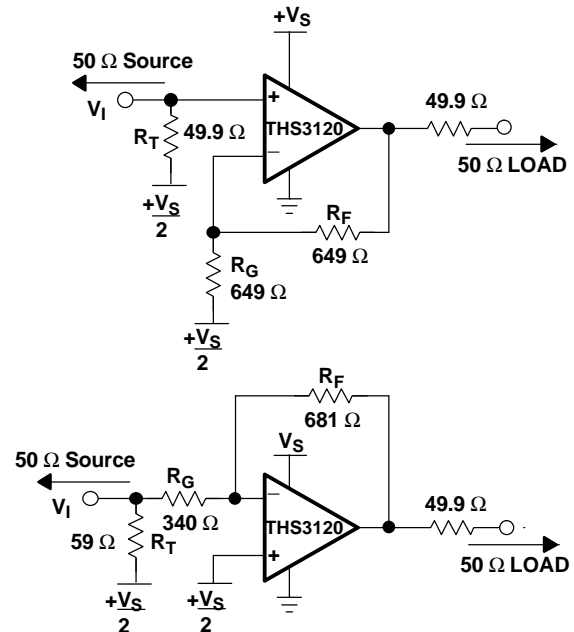 +VS
50 Ω Source
VI
+
49.9 Ω
THS3120
RT
49.9 Ω
−
50 Ω LOAD
+VS
2
RF
649 Ω
RG
649 Ω
+VS
2
RF
681 Ω
50 Ω Source
VS
RG
VI
−
49.9 Ω
340 Ω
THS3120
59 Ω
RT
+
50 Ω LOAD
+VS
2
+VS
2